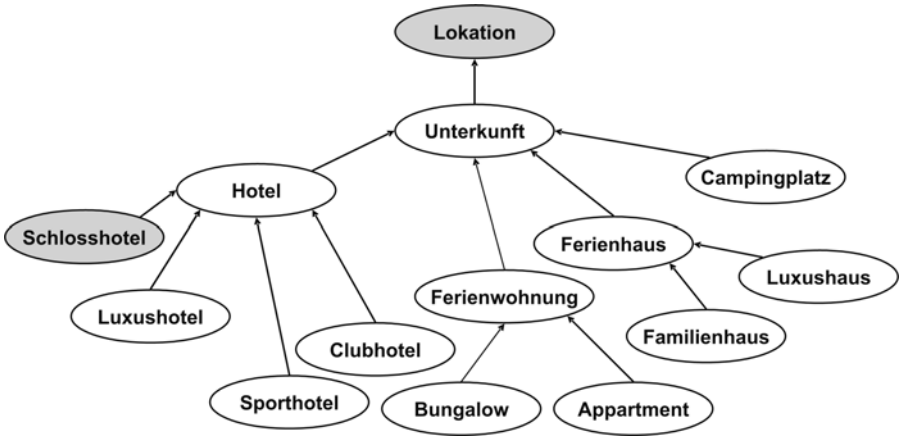 Lokation
Unterkunft
Campingplatz
Hotel
Schlosshotel
Ferienhaus
Luxushaus
Ferienwohnung
Luxushotel
Familienhaus
Clubhotel
Sporthotel
Bungalow
Appartment